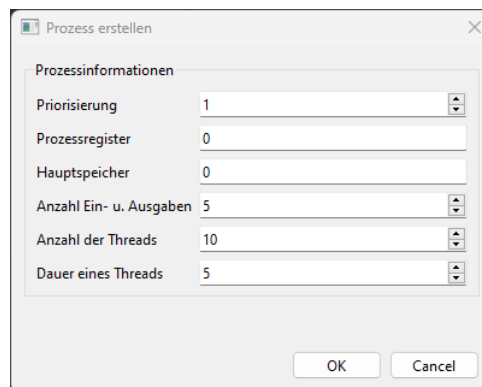 Prozess erstellen
Prozessinformationen
Priorisierung 1
Prozessregister 0
Hauptspeicher 0
Anzahl Ein- u. Ausgaben 5
Anzahl der Threads 10
Dauer eines Threads 5
OK Cancel